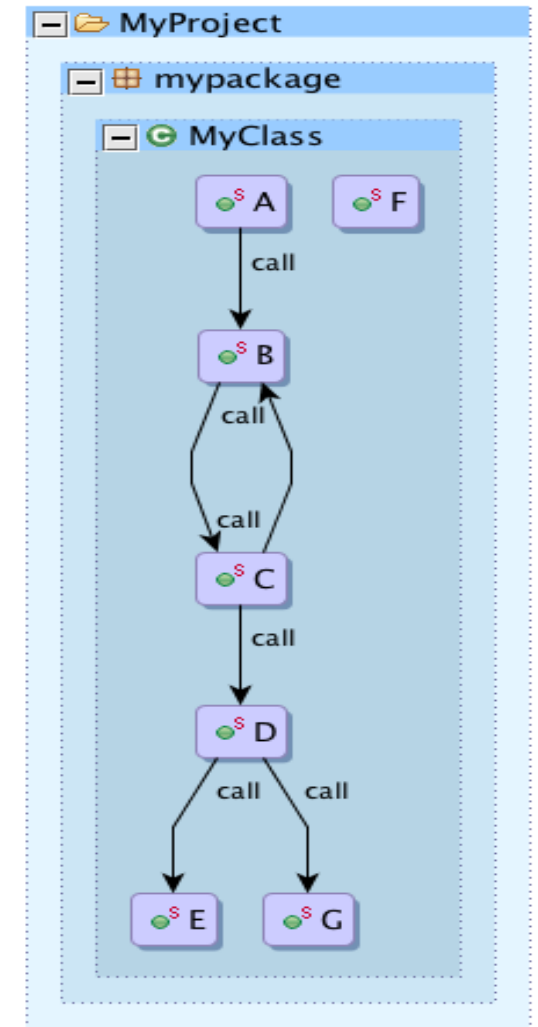 MyProject
mypackage
C MyClass
S A S F
call
S B
call
call
S C
call
S D
call call
S E S G